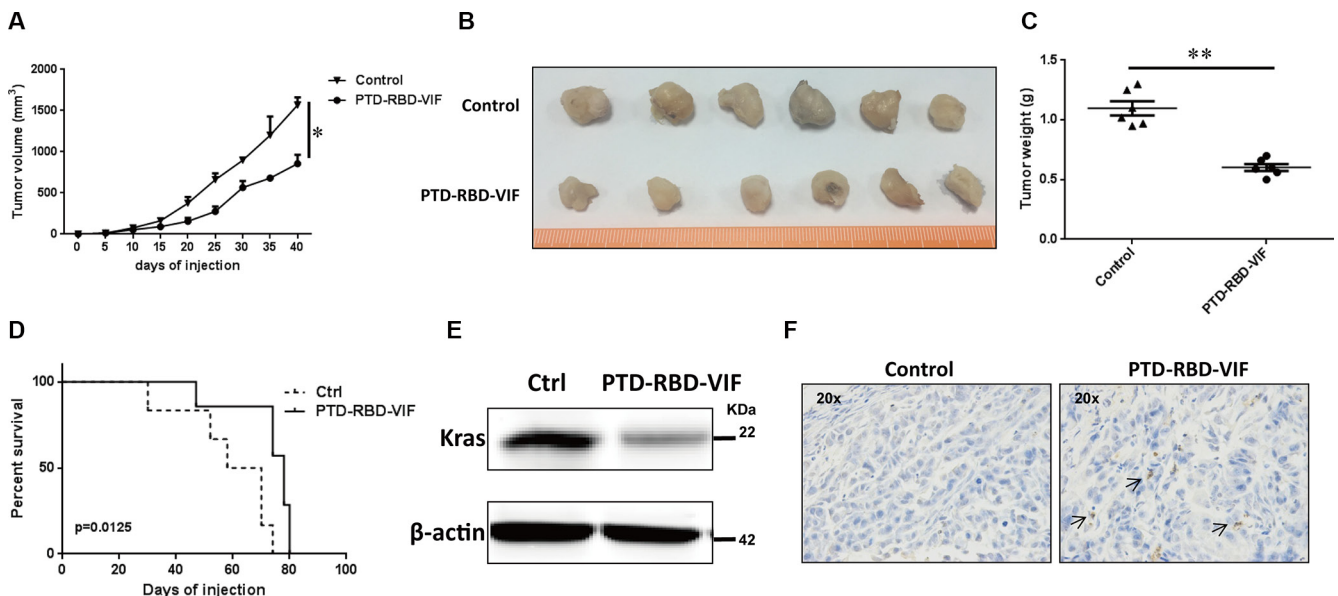 A
2000
1500
1000
500
0
Tumor volume (mm3)
0 5 10 15 20 25 30 35 40
days of injection
Control
PTD-RBD-VIF
*
B
Control
PTD-RBD-VIF
C
1.5
1.0
0.5
0.0
Tumor weight (g)
**
Control
PTD-RBD-VIF
D
100
50
0
Percent survival
0 20 40 60 80 100
Days of injection
Ctrl
PTD-RBD-VIF
p=0.0125
E
Ctrl PTD-RBD-VIF
KDa
Kras
22
β-actin
42
F
Control PTD-RBD-VIF
20x 20x